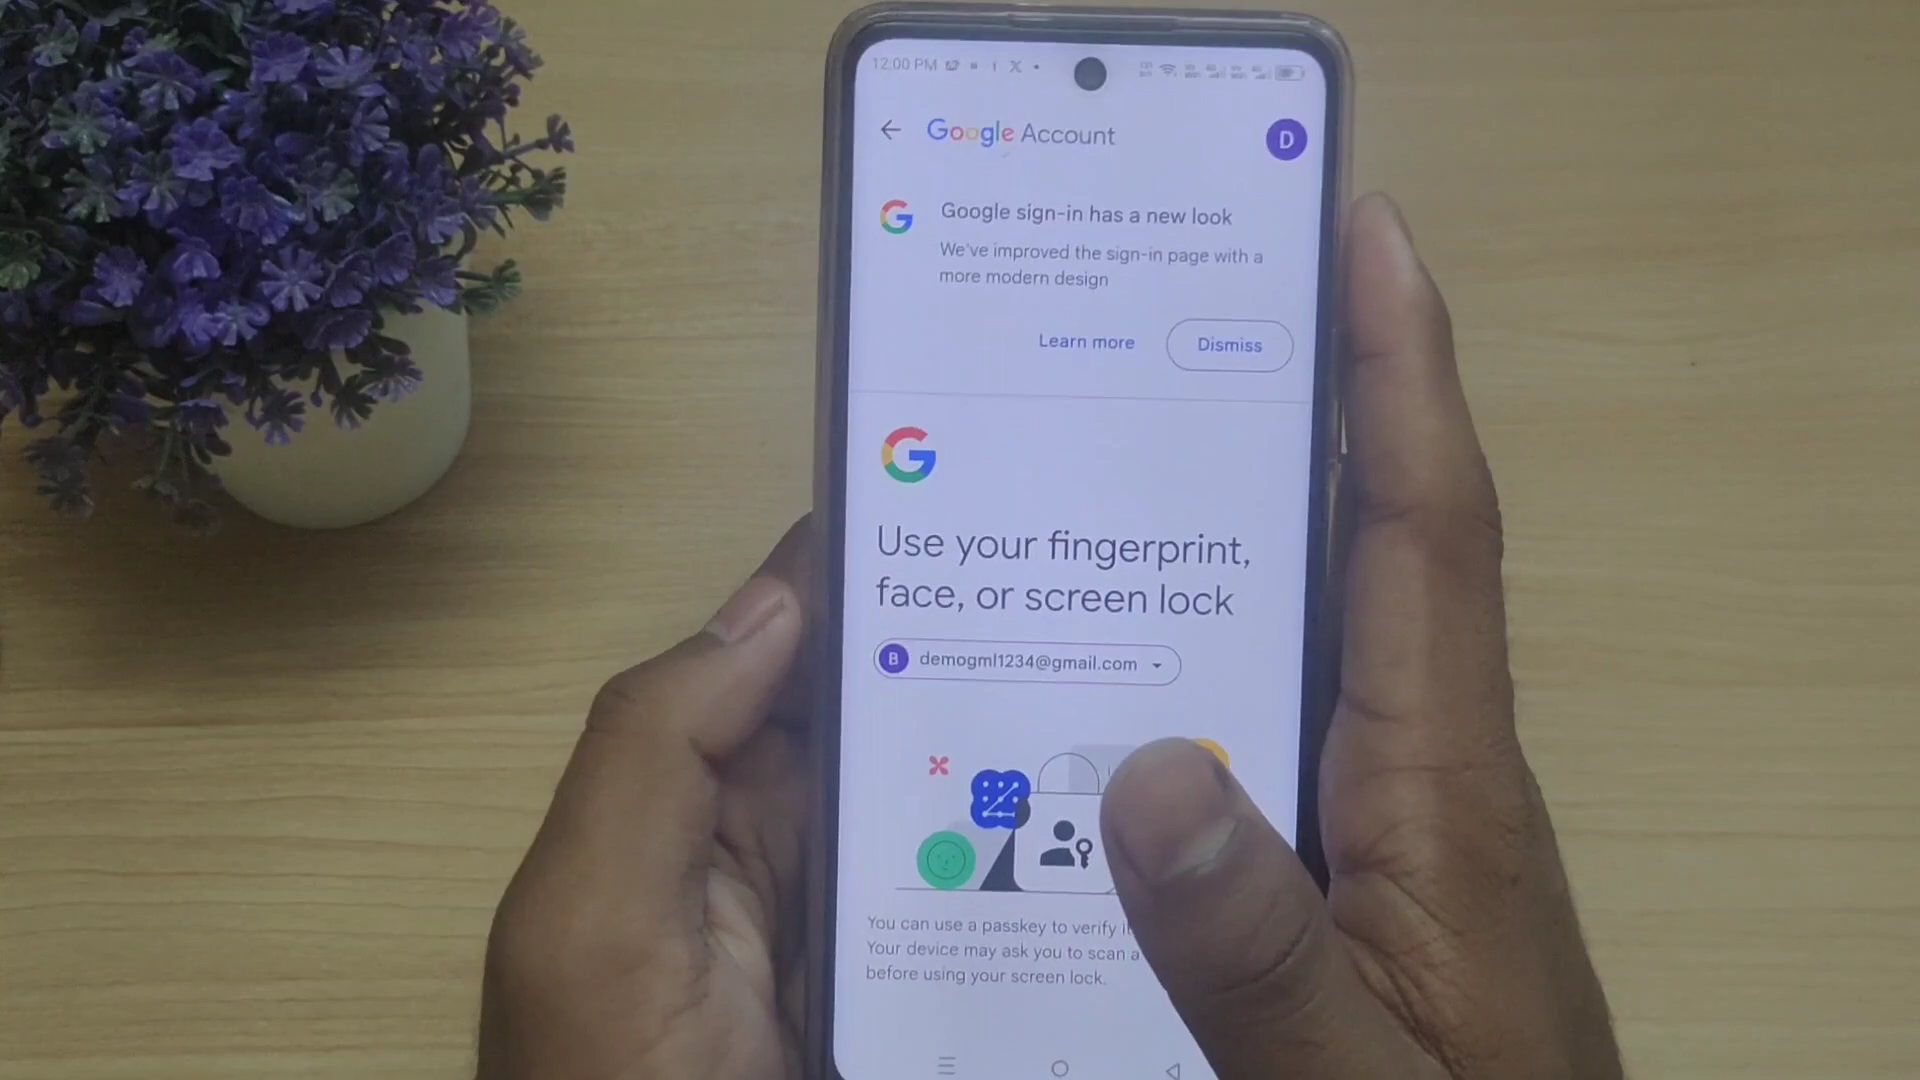 12:00 PM
Google Account
D
Google sign-in has a new look
We've improved the sign-in page with a
more modern design
Learn more
Dismiss
Use your fingerprint,
face, or screen lock
B demogml1234@gmail.com
You can use a passkey to verify
Your device may ask you to scan a
before using your screen lock.